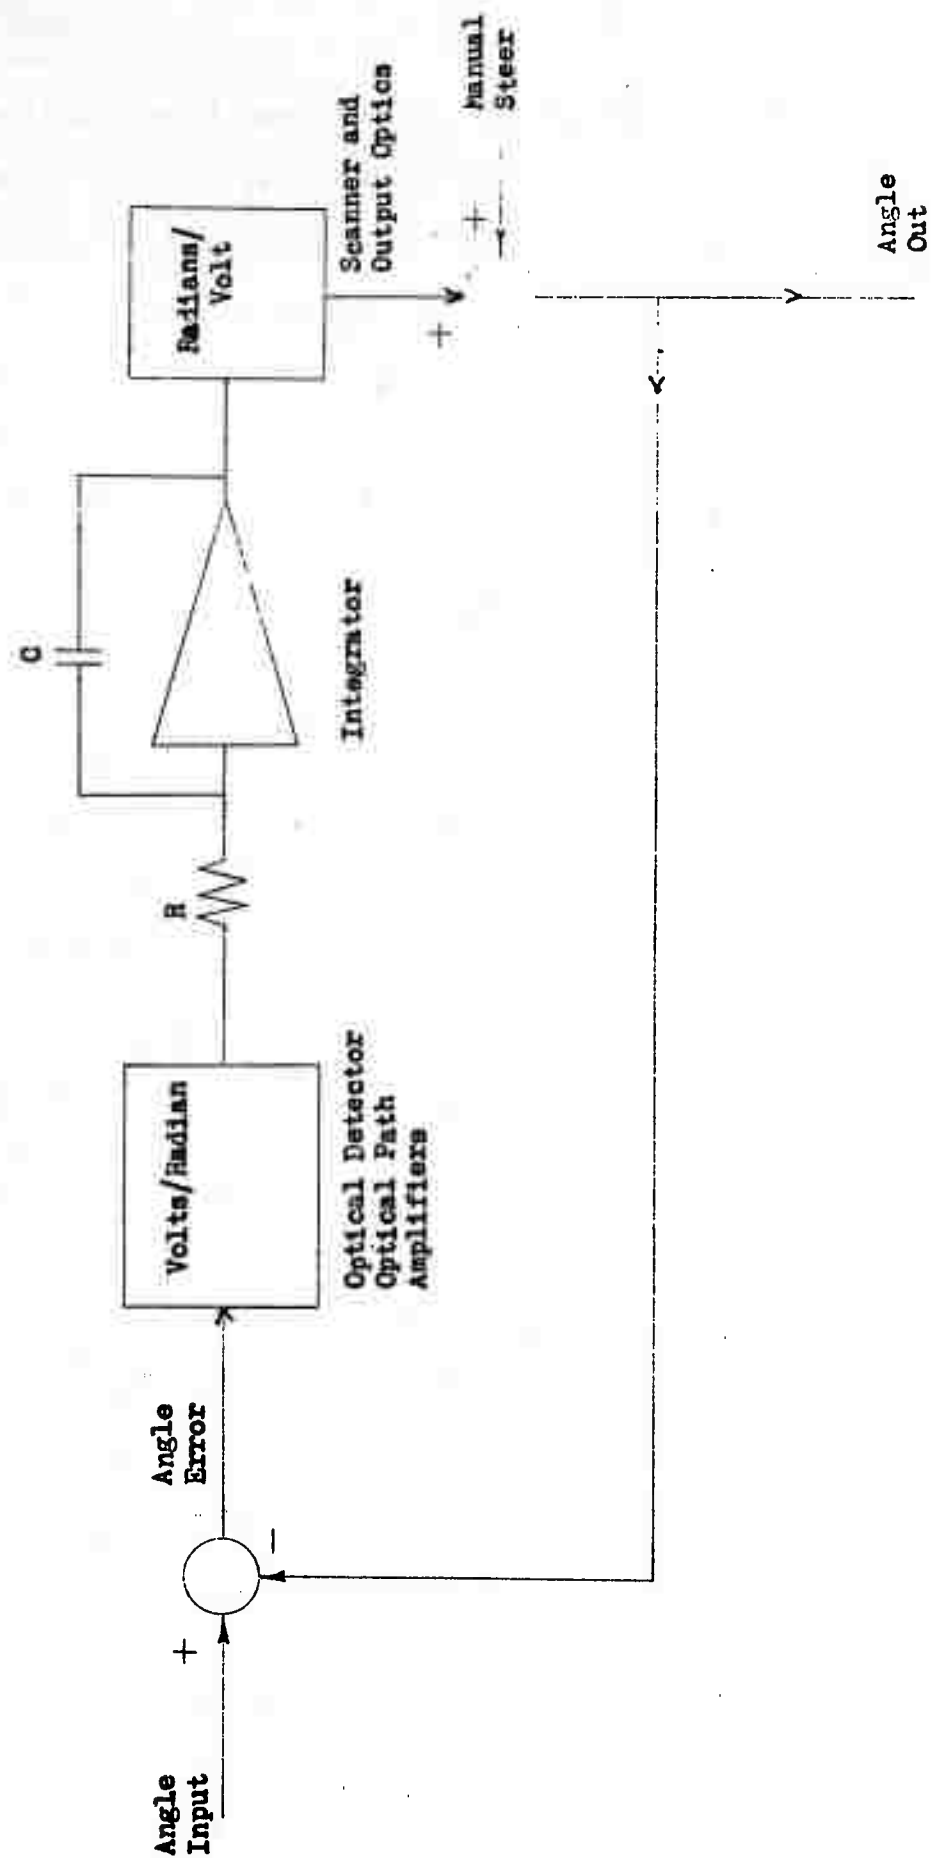 Angle
Input
+
−
Angle
Error
Volts/Radian
Optical Detector
Optical Path
Amplifiers
R
C
Integrator
Radians/
Volt
Scanner and
Output Optics
+
+
Manual
Steer
Angle
Out